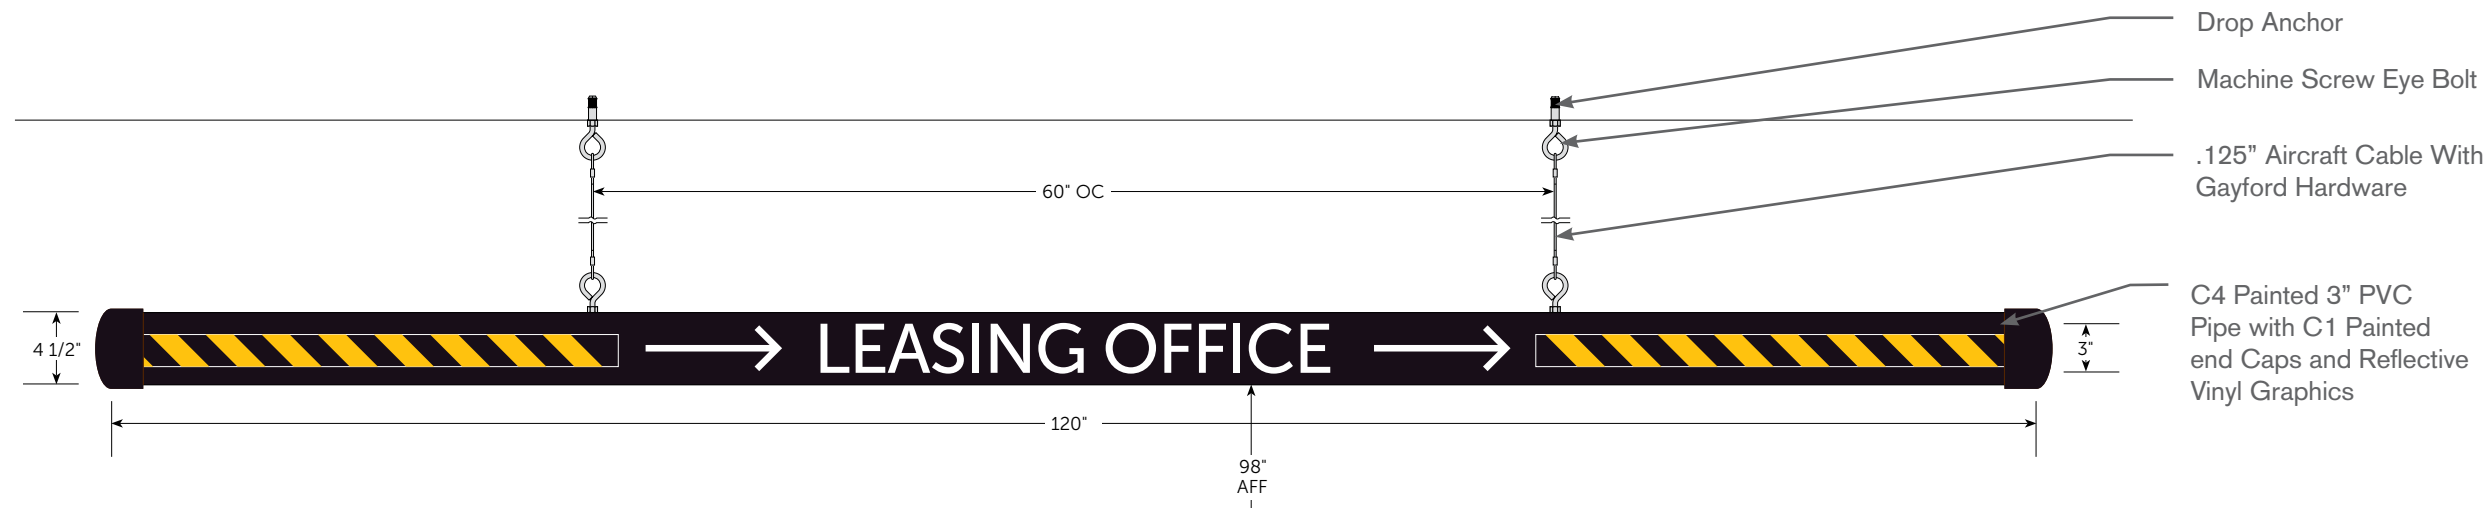 Drop Anchor
Machine Screw Eye Bolt
.125” Aircraft Cable With
Gayford Hardware
60" OC
C4 Painted 3” PVC
Pipe with C1 Painted
end Caps and Reflective
Vinyl Graphics
4 1/2"
LEASING OFFICE
3"
120"
98"
AFF